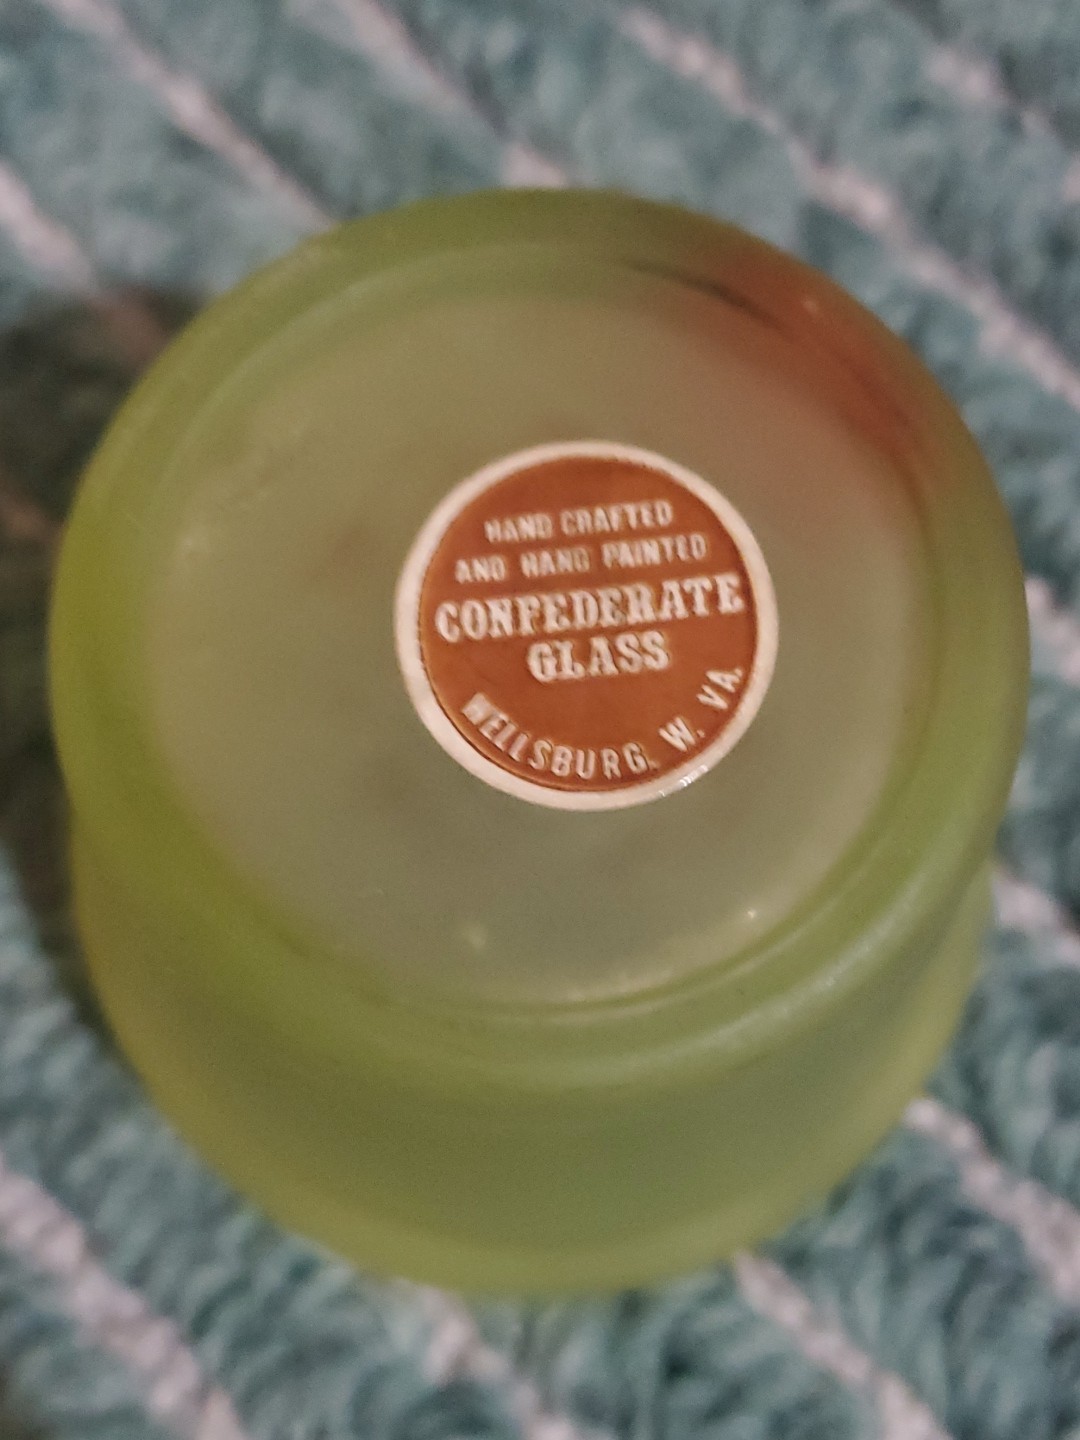 HAND CRAFTED
AND HAND PAINTED
CONFEDERATE
GLASS
WELLSBURG, W. VA.